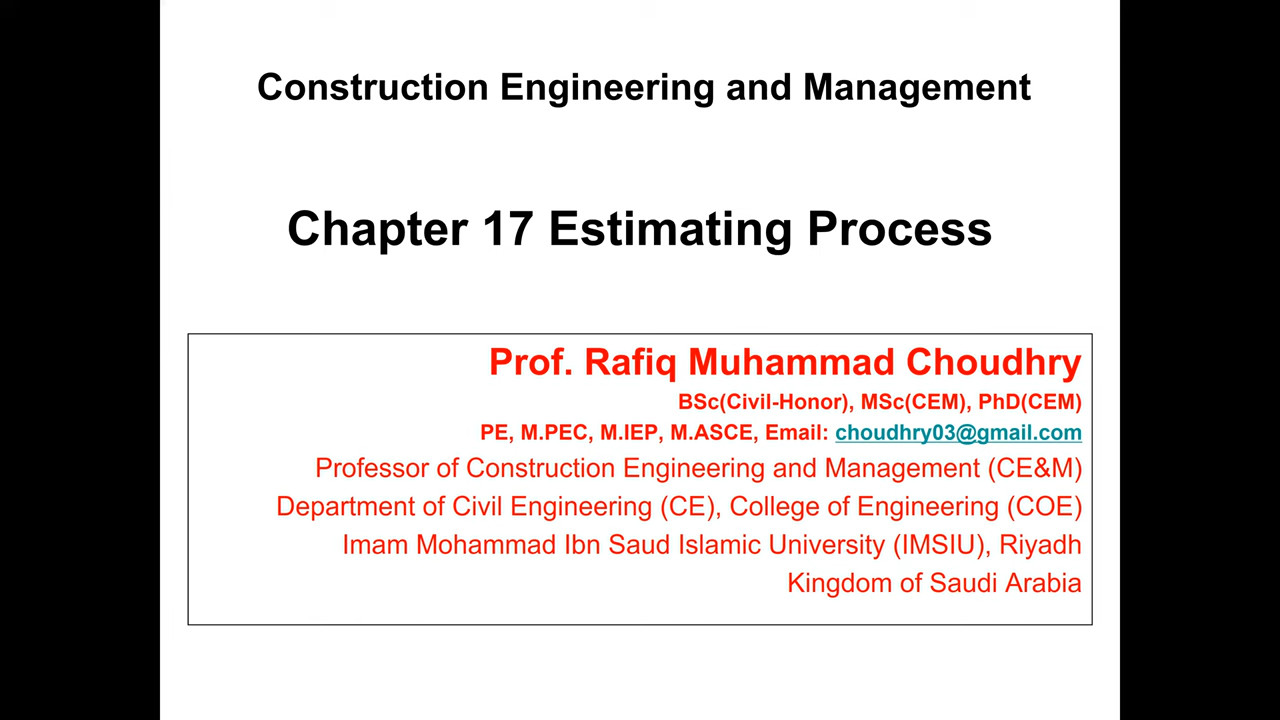 Construction Engineering and Management
Chapter 17 Estimating Process
Prof. Rafiq Muhammad Choudhry
BSc(Civil-Honor), MSc(CEM), PhD(CEM)
PE, M.PEC, M.IEP, M.ASCE, Email: choudhry03@gmail.com
Professor of Construction Engineering and Management (CE&M)
Department of Civil Engineering (CE), College of Engineering (COE)
Imam Mohammad Ibn Saud Islamic University (IMSIU), Riyadh
Kingdom of Saudi Arabia